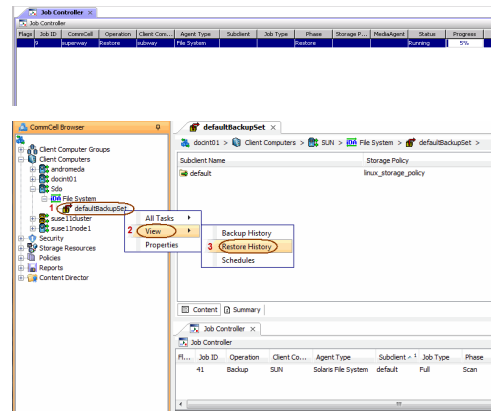 Job Controller ×
Job Controller
Flags Job ID CommCell Operation Client Com... Agent Type Subclient Job Type Phase Storage P... MediaAgent Status Progress
9 superway Restore subway File System Restore Running 5%
CommCell Browser
Client Computer Groups
Client Computers
andromeda
docint01
Sdo
File System
1 defaultBackupSet
suse11cluster
suse11node1
Security
Storage Resources
Policies
Reports
Content Director
All Tasks
2 View
Properties
Backup History
3 Restore History
Schedules
defaultBackupSet ×
docint01 > Client Computers > SUN > File System > defaultBackupSet >
Subclient Name Storage Policy
default linux_storage_policy
Content Summary
Job Controller ×
Job Controller
Fl... Job ID Operation Client Co... Agent Type Subclient 1 Job Type Phase
41 Backup SUN Solaris File System default Full Scan